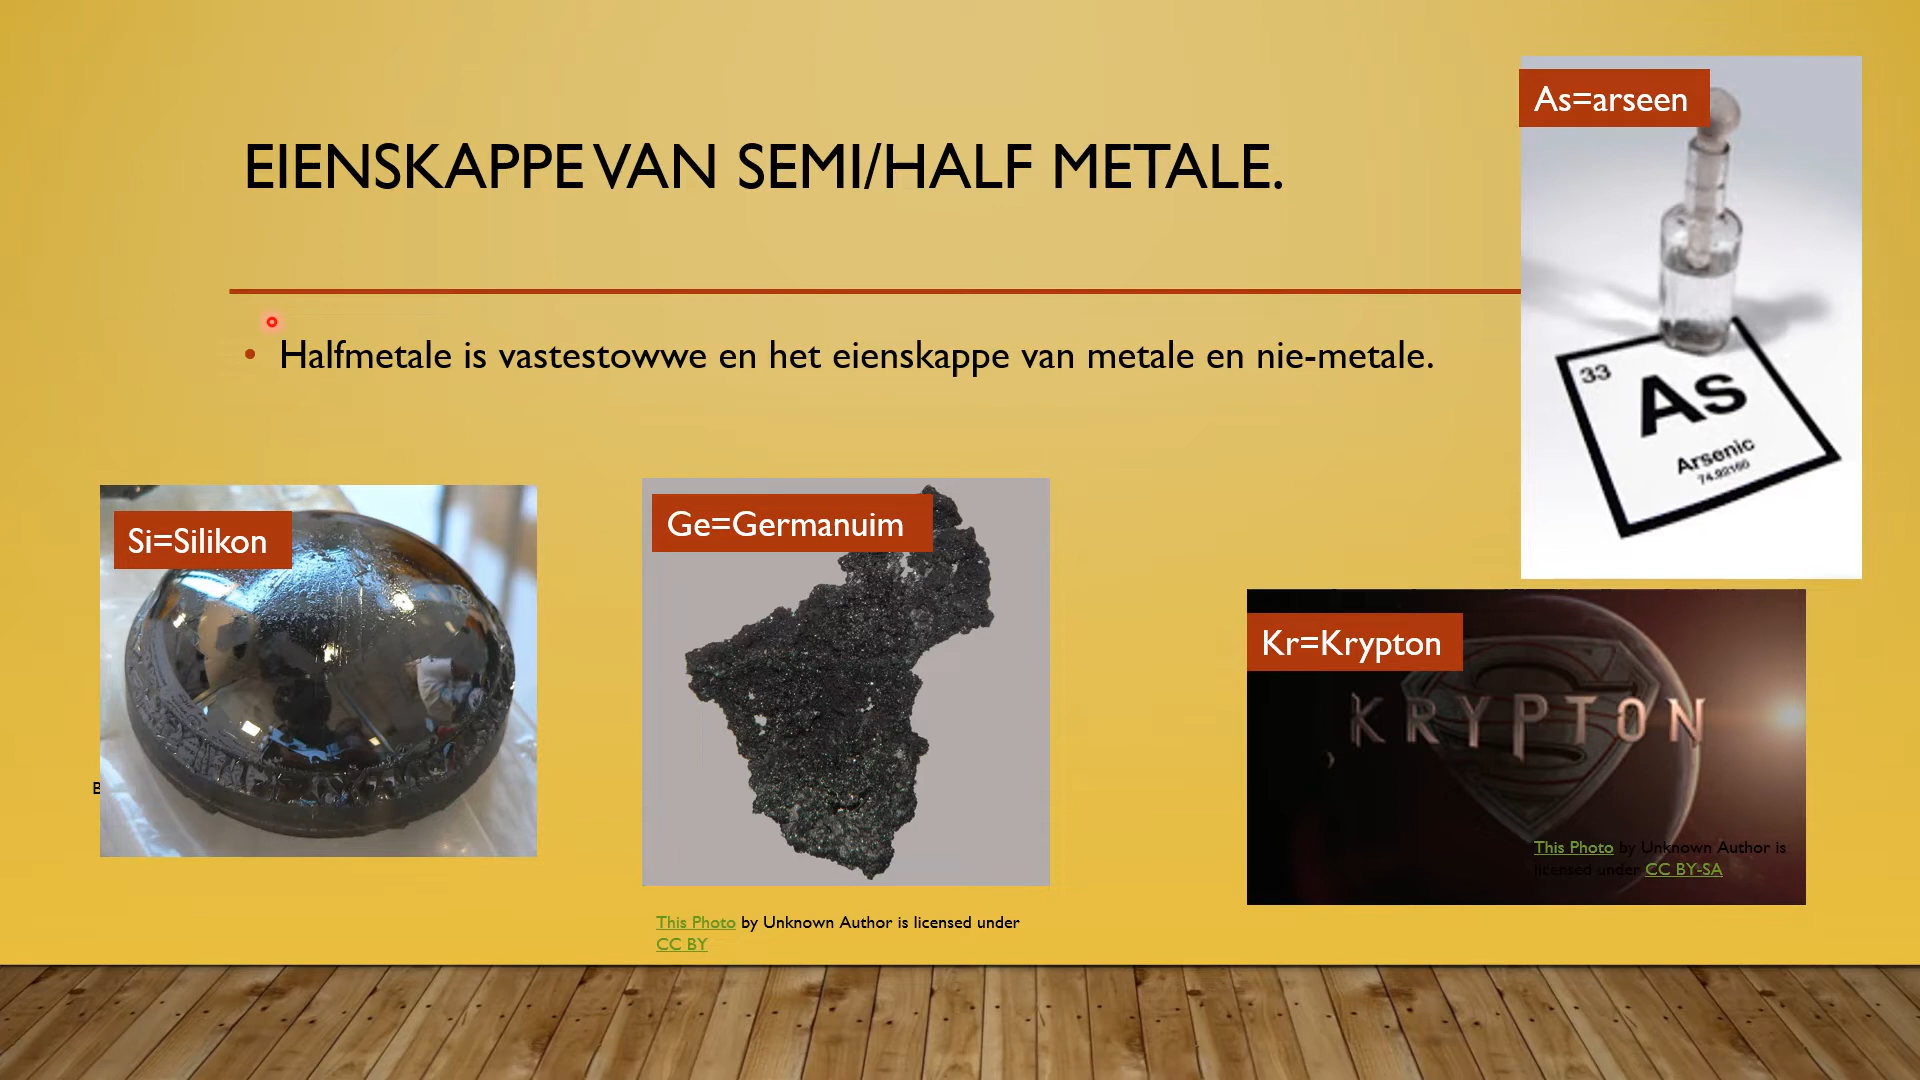 EIENSKAPPE VAN SEMI/HALF METALE.
As=arseen
• Halfmetale is vastestowwe en het eienskappe van metale en nie-metale.
33
As
Arsenic
74.92160
Si=Silikon
Ge=Germanuim
Kr=Krypton
KRYPTON
B
This Photo by Unknown Author is
licensed under CC BY-SA
This Photo by Unknown Author is licensed under
CC BY